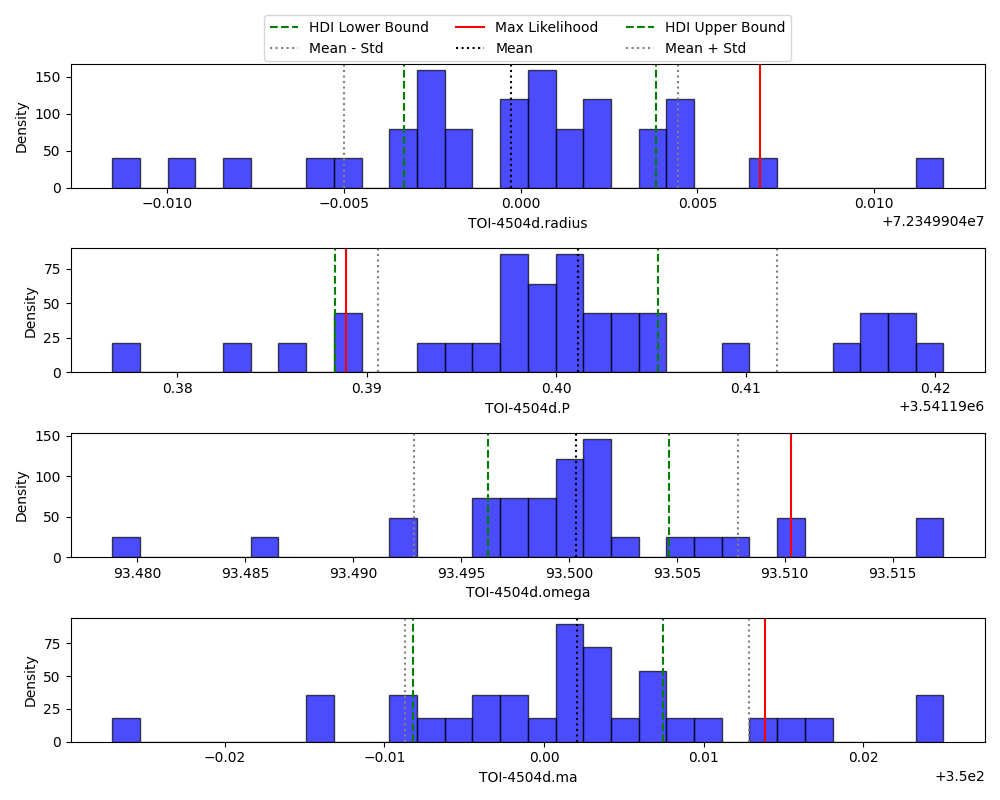 HDI Lower Bound Max Likelihood HDI Upper Bound
Mean - Std Mean Mean + Std
150
100
50
0
Density
−0.010 −0.005 0.000 0.005 0.010
TOI-4504d.radius
+7.2349904e7
75
50
25
0
Density
0.38 0.39 0.40 0.41 0.42
TOI-4504d.P
+3.54119e6
150
100
50
0
Density
93.480 93.485 93.490 93.495 93.500 93.505 93.510 93.515
TOI-4504d.omega
75
50
25
0
Density
−0.02 −0.01 0.00 0.01 0.02
TOI-4504d.ma
+3.5e2